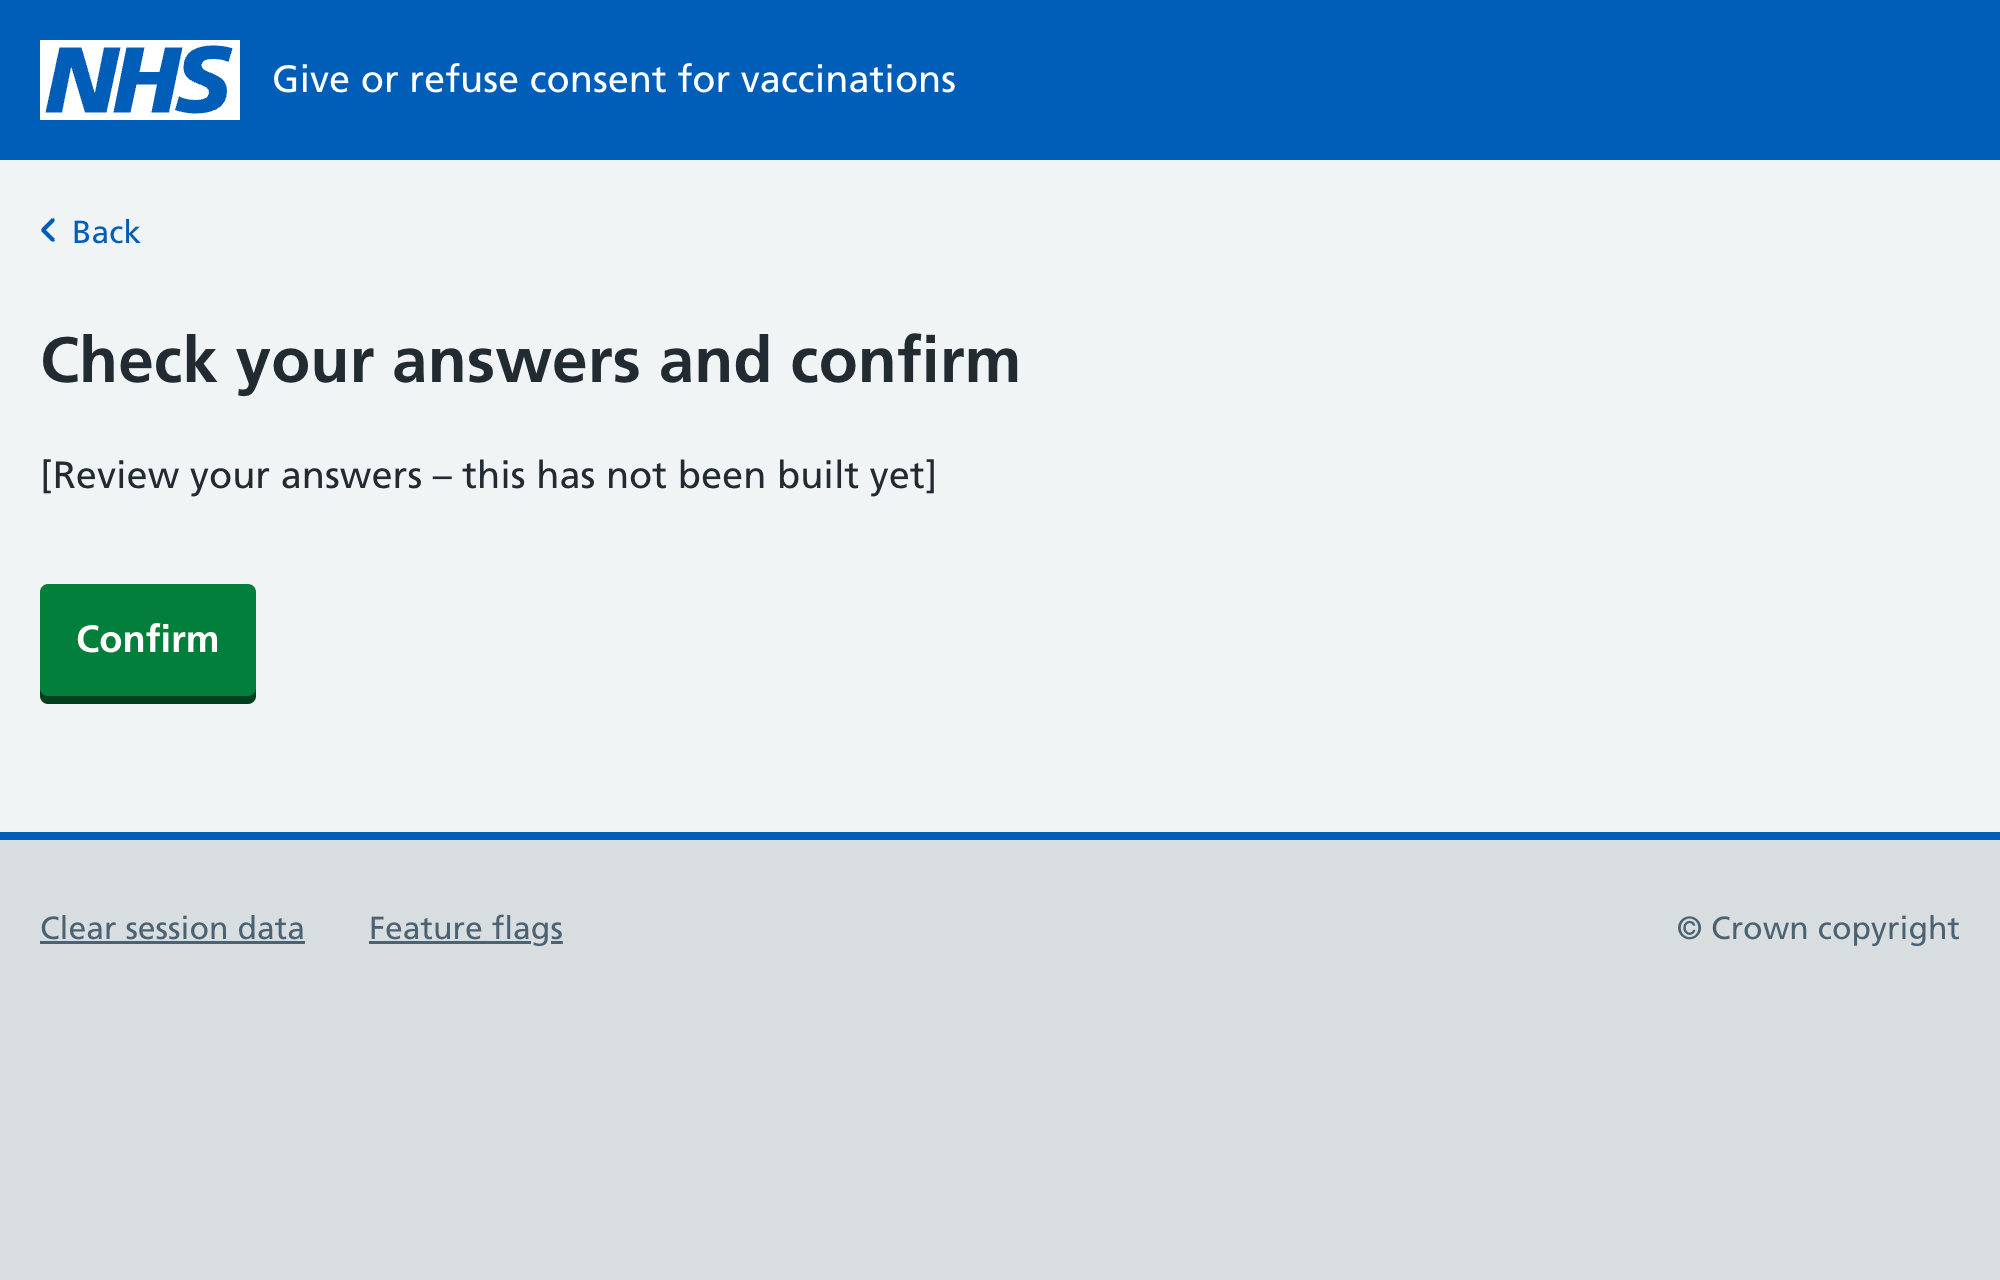 NHS Give or refuse consent for vaccinations
Back
Check your answers and confirm
[Review your answers – this has not been built yet]
Confirm
Clear session data Feature flags © Crown copyright